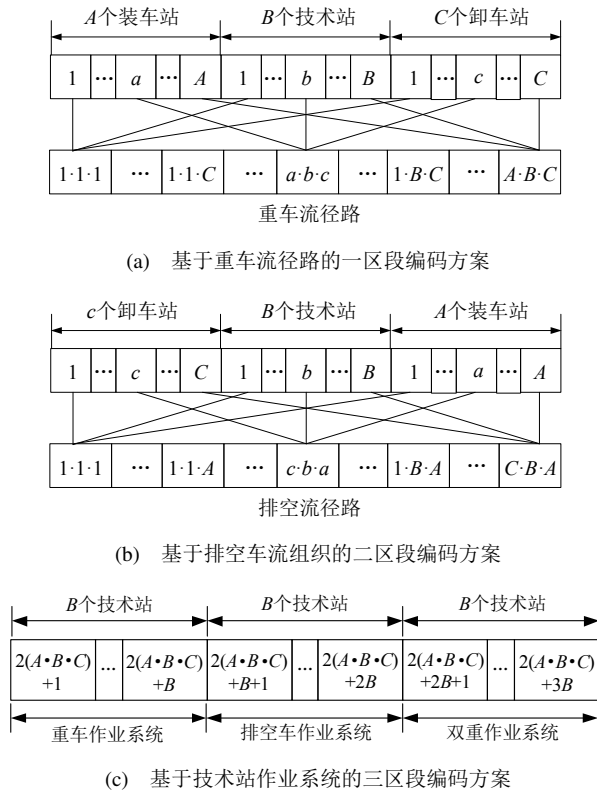 A个装车站 B个技术站 C个卸车站
1 ··· a ··· A 1 ··· b ··· B 1 ··· c ··· C
1·1·1 ··· 1·1·C ··· a·b·c ··· 1·B·C ··· A·B·C
重车流径路
(a) 基于重车流径路的一区段编码方案
c个卸车站 B个技术站 A个装车站
1 ··· c ··· C 1 ··· b ··· B 1 ··· a ··· A
1·1·1 ··· 1·1·A ··· c·b·a ··· 1·B·A ··· C·B·A
排空流径路
(b) 基于排空车流组织的二区段编码方案
B个技术站 B个技术站 B个技术站
2(A•B•C) ... 2(A•B•C) 2(A•B•C) ... 2(A•B•C) 2(A•B•C) ... 2(A•B•C)
+1 +B +B+1 +2B +2B+1 +3B
重车作业系统 排空车作业系统 双重作业系统
(c) 基于技术站作业系统的三区段编码方案